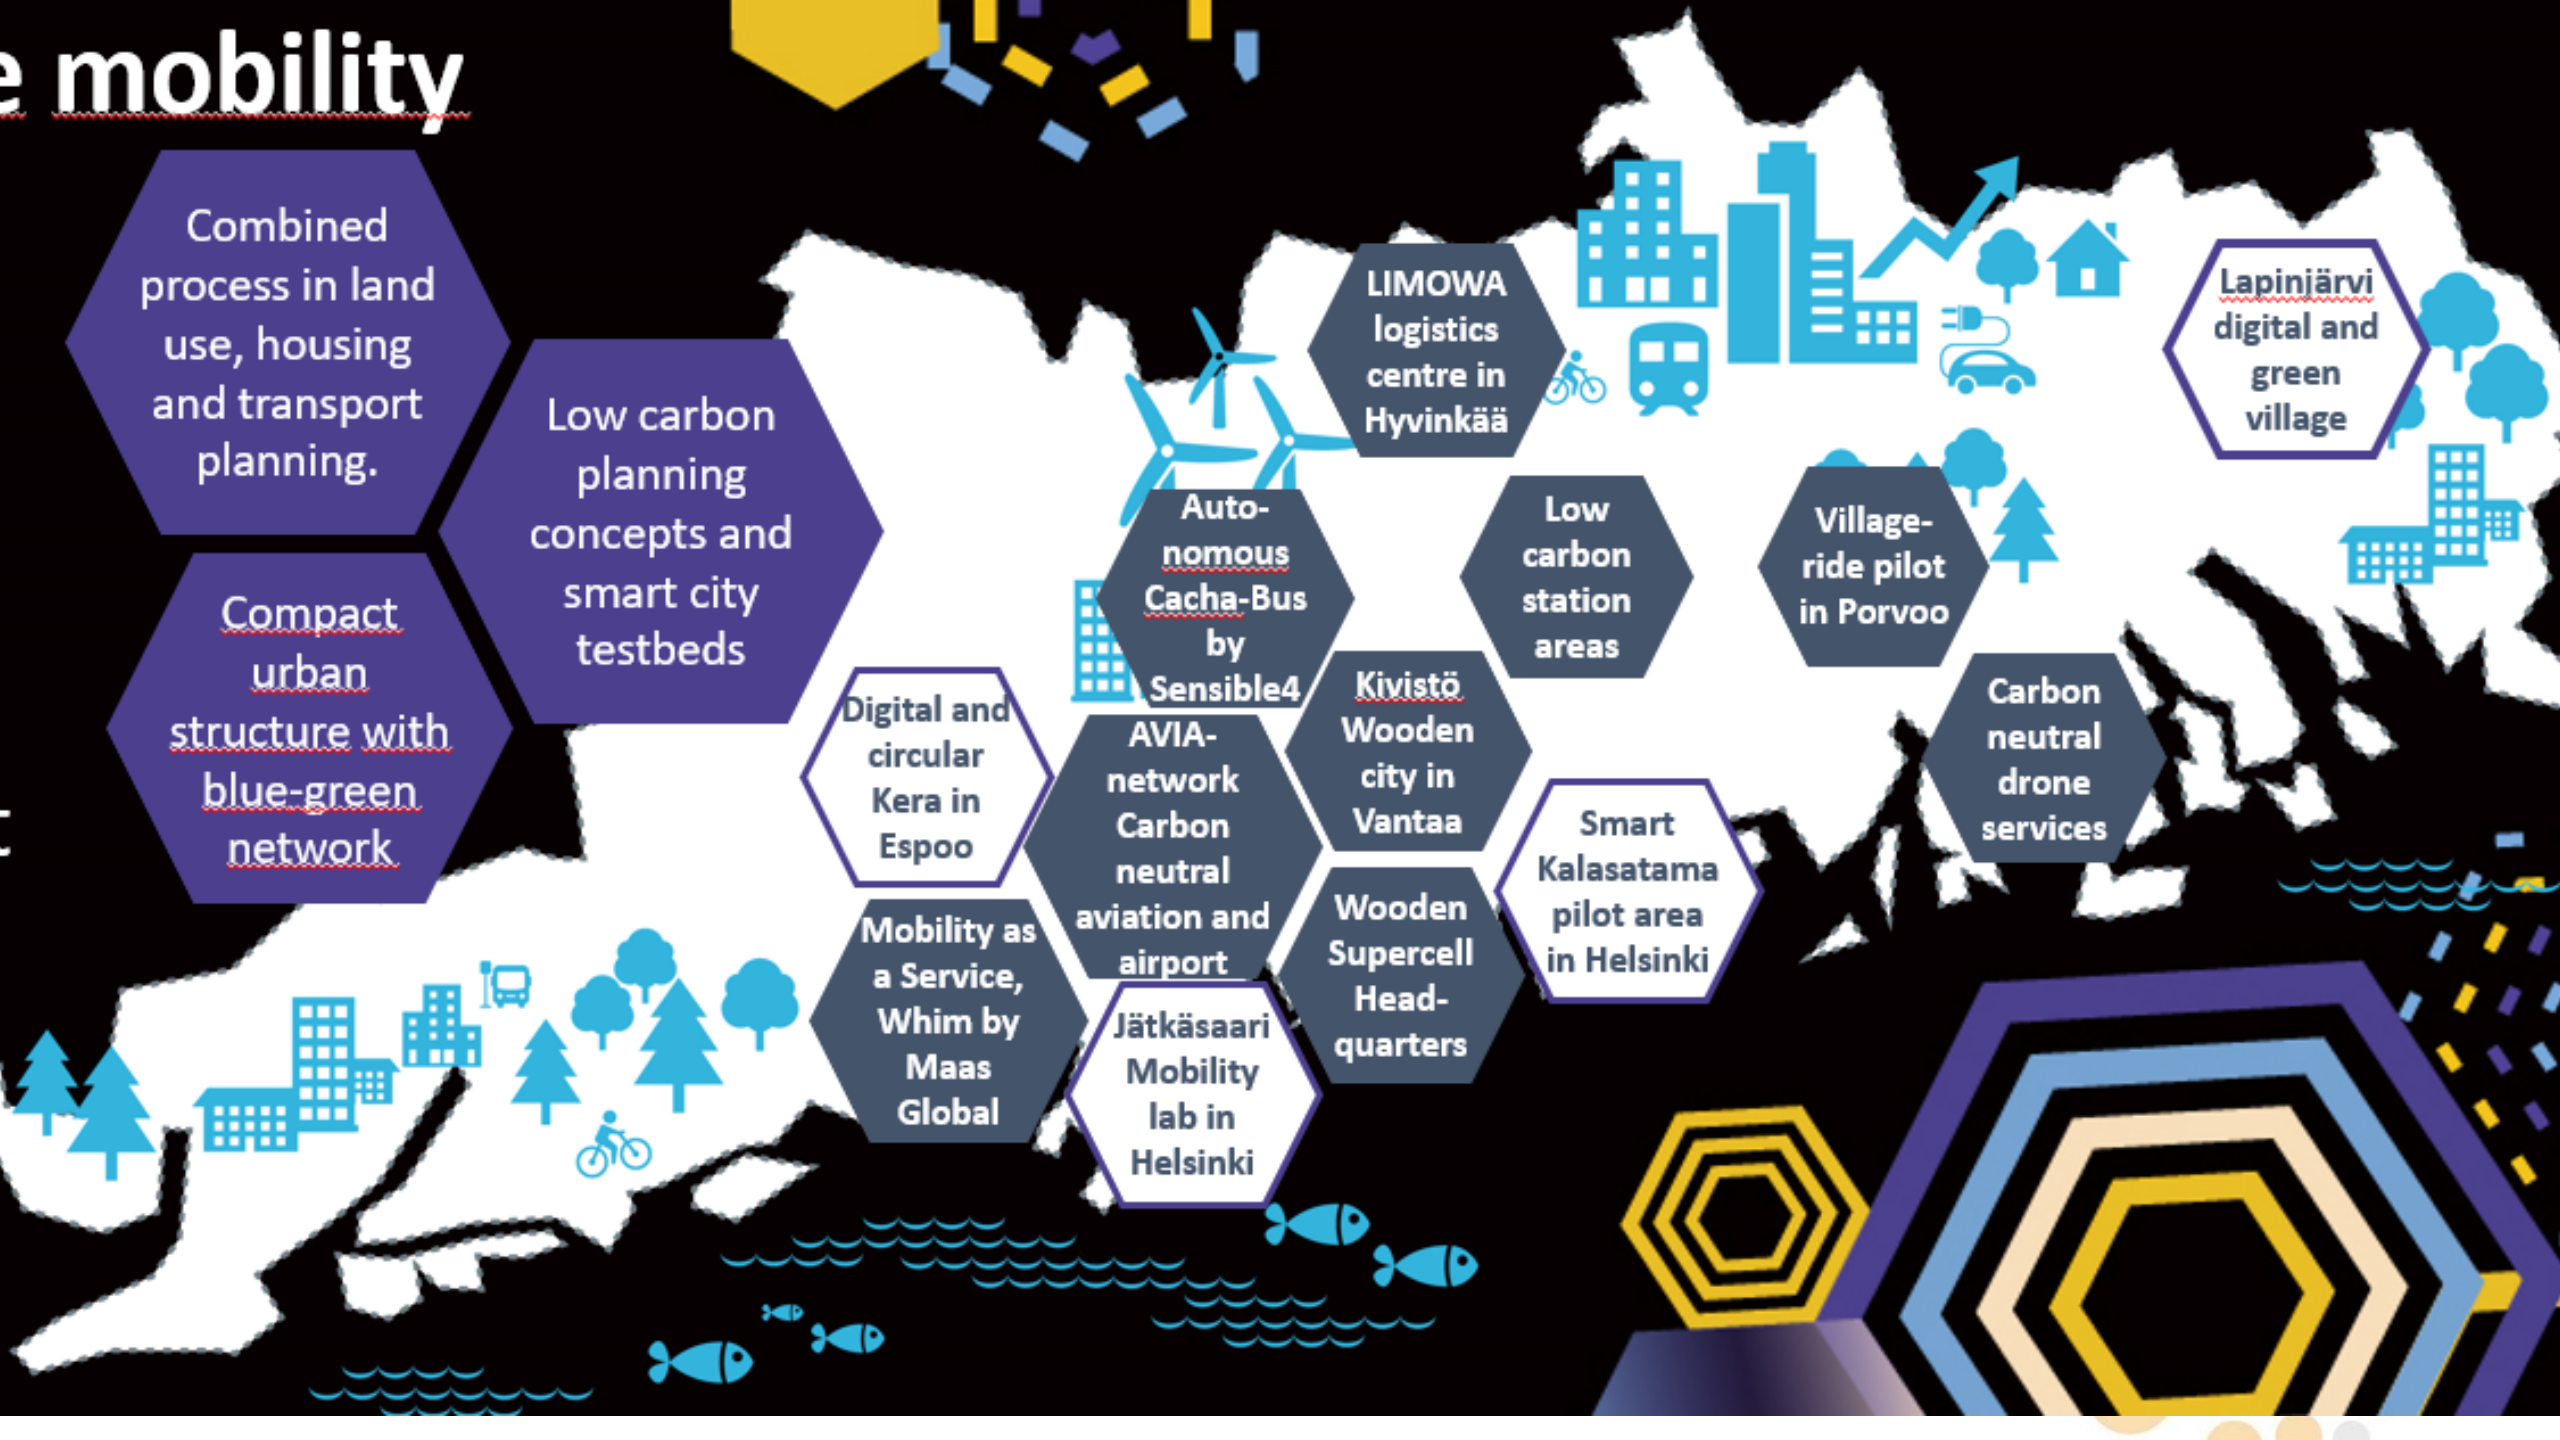 e mobility
Combined
process in land
use, housing
and transport
planning.
Low carbon
planning
concepts and
smart city
testbeds
Compact
urban
structure with
blue-green
network
t
LIMOWA
logistics
centre in
Hyvinkää
Lapinjärvi
digital and
green
village
Auto-
nomous
Cacha-Bus
by
Sensible4
Low
carbon
station
areas
Village-
ride pilot
in Porvoo
Digital and
circular
Kera in
Espoo
AVIA-
network
Carbon
neutral
aviation and
airport
Kivistö
Wooden
city in
Vantaa
Carbon
neutral
drone
services
Smart
Kalasatama
pilot area
in Helsinki
Mobility as
a Service,
Whim by
Maas
Global
Wooden
Supercell
Head-
quarters
Jätkäsaari
Mobility
lab in
Helsinki